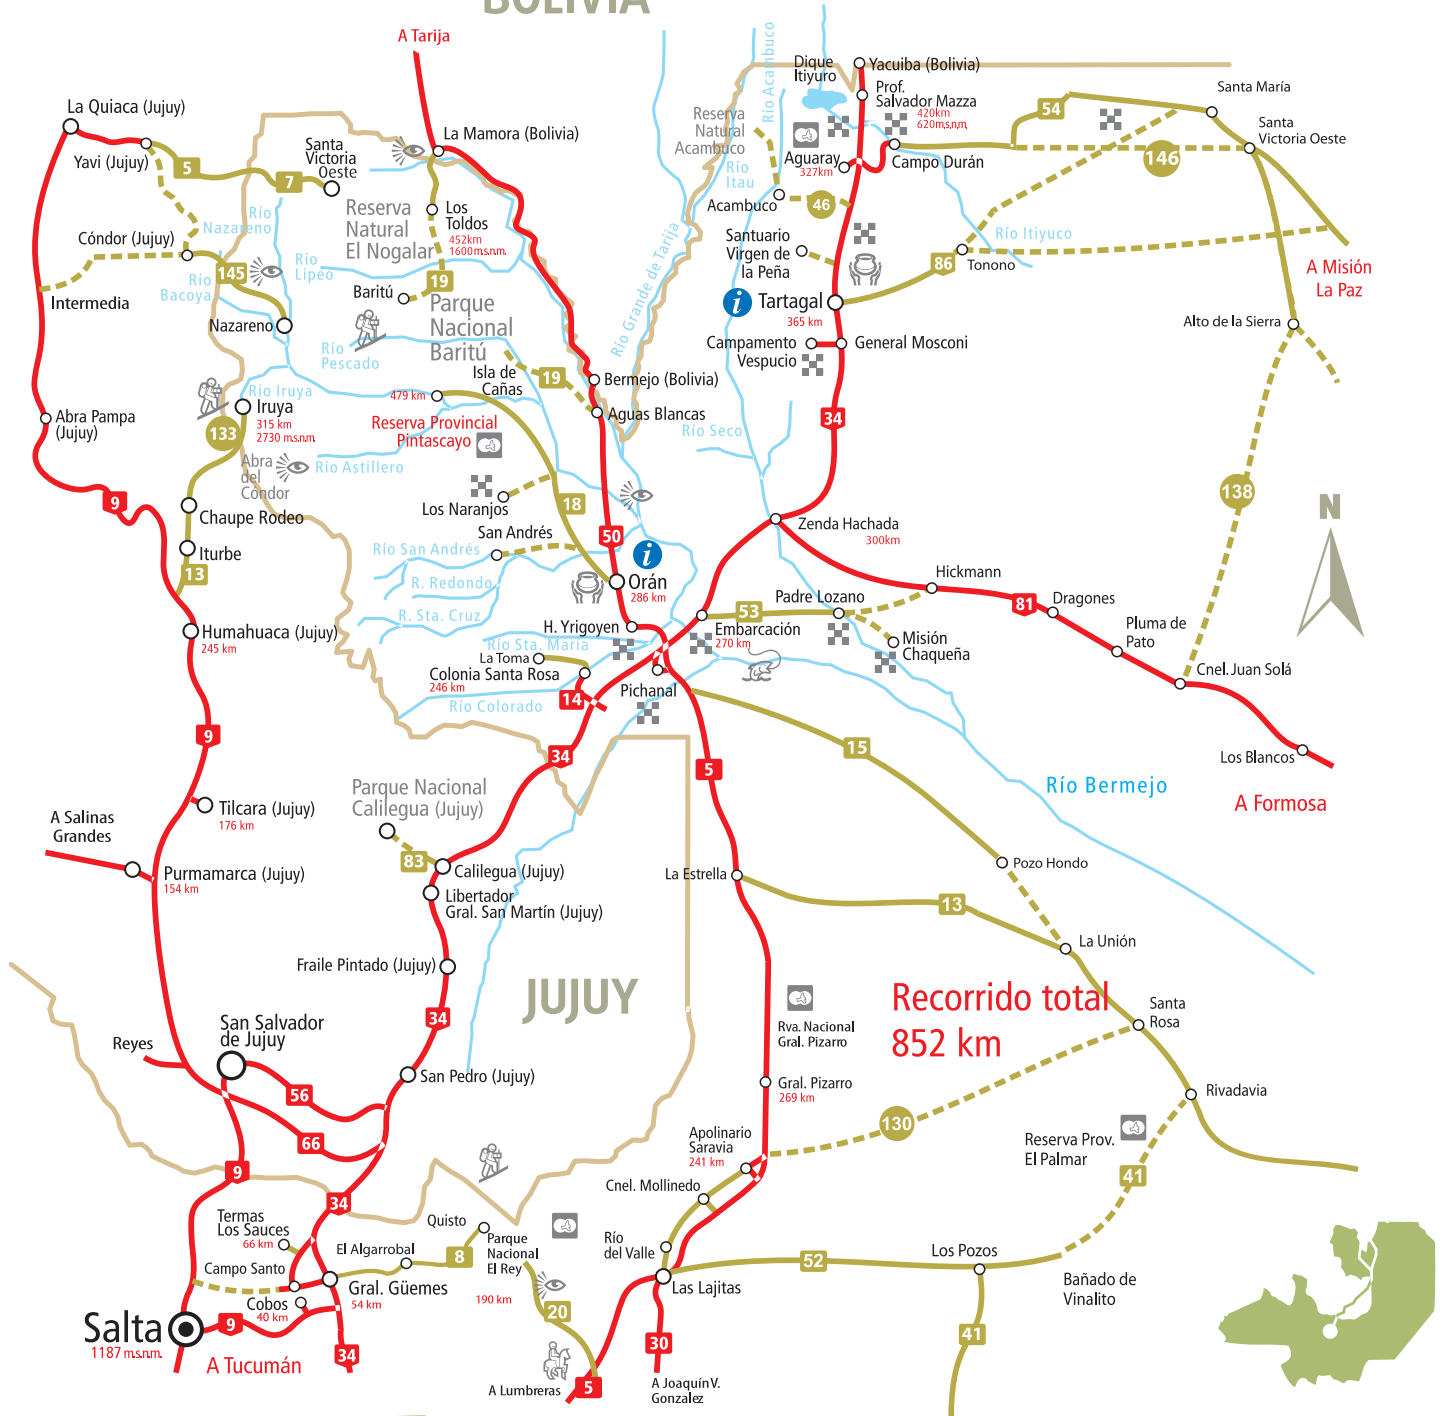 BOLIVIA
A Tarija
La Quiaca (Jujuy)
Yavi (Jujuy)
5
7
Santa
Victoria
Oeste
La Mamora (Bolivia)
Río
Nazareno
Reserva
Natural
El Nogalar
Los
Toldos
452km
1600m.s.n.m.
Cóndor (Jujuy)
145
Río
Bacoya
Río
Lipeo
19
Baritú
Intermedia
Nazareno
Parque
Nacional
Baritú
Río
Pescado
Isla de
Cañas
19
Río Grande de Tarija
Bermejo (Bolivia)
Aguas Blancas
Río Iruya
479 km
Iruya
315 km
2730 m.s.n.m.
133
Abra Pampa
(Jujuy)
Reserva Provincial
Pintascayo
Abra
del
Cóndor
Río Astillero
9
Los Naranjos
18
Chaupe Rodeo
San Andrés
50
Iturbe
13
Río San Andrés
R. Redondo
R. Sta. Cruz
Orán
286 km
Humahuaca (Jujuy)
245 km
H. Yrigoyen
Río Sta. María
La Toma
Colonia Santa Rosa
246 km
14
Río Colorado
Pichanal
Dique
Itiyuro
Río Acambuco
Yacuiba (Bolivia)
Prof.
Salvador Mazza
420km
620m.s.n.m.
54
Santa María
Santa
Victoria Oeste
Reserva
Natural
Acambuco
Aguaray
327km
Campo Durán
146
Río
Itau
Acambuco
46
Santuario
Virgen de
la Peña
Río Itiyuco
86
Tonono
A Misión
La Paz
Tartagal
365 km
Campamento
Vespucio
General Mosconi
Alto de la Sierra
34
Río Seco
138
N
Zenda Hachada
300km
Hickmann
81
Dragones
Padre Lozano
53
Embarcación
270 km
Misión
Chaqueña
Pluma de
Pato
Cnel. Juan Solá
Los Blancos
A Formosa
9
34
5
15
Río Bermejo
Parque Nacional
Calilegua (Jujuy)
Tilcara (Jujuy)
176 km
A Salinas
Grandes
83
Purmamarca (Jujuy)
154 km
Calilegua (Jujuy)
Libertador
Gral. San Martín (Jujuy)
La Estrella
Pozo Hondo
13
La Unión
Fraile Pintado (Jujuy)
JUJUY
Recorrido total
852 km
Santa
Rosa
34
Rva. Nacional
Gral. Pizarro
Reyes
San Salvador
de Jujuy
San Pedro (Jujuy)
Gral. Pizarro
269 km
Rivadavia
56
66
130
Apolinario
Saravia
241 km
Reserva Prov.
El Palmar
9
Cnel. Mollinedo
41
34
Termas
Los Sauces
66 km
Quisto
El Algarrobal
8
Parque
Nacional
El Rey
Río
del Valle
52
Los Pozos
Campo Santo
Gral. Güemes
54 km
190 km
Las Lajitas
Bañado de
Vinalito
Cobos
40 km
20
Salta
1187 m.s.n.m.
9
30
41
A Tucumán
34
A Lumbreras
5
A Joaquín V.
Gonzalez